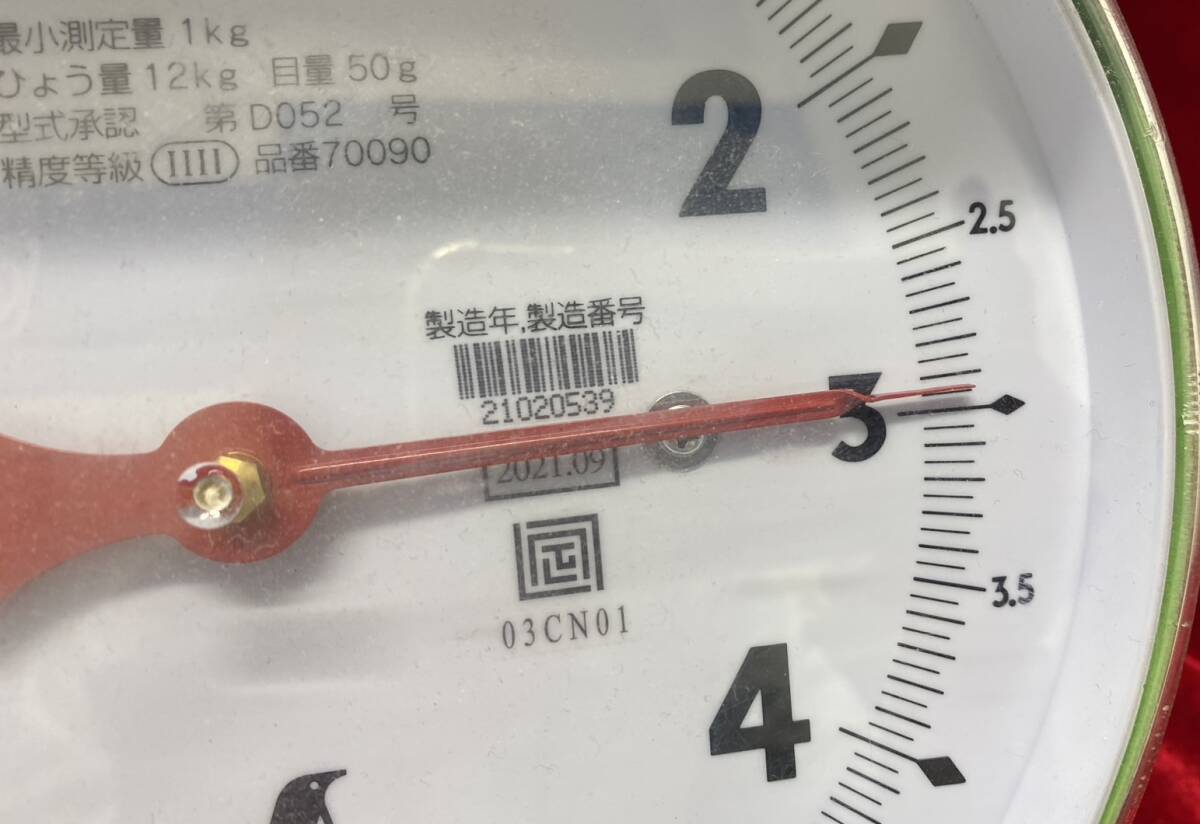 最小測定量 1kg
ひょう量 12kg 目量 50g
型式承認 第 D052 号
精度等級 IIII 品番70090
2
2.5
製造年,製造番号
21020539
3
2021.09
3.5
03CN01
4